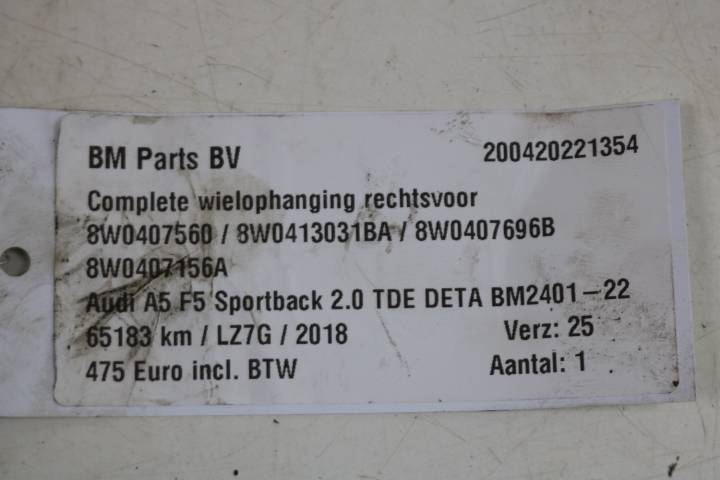 BM Parts BV 200420221354
Complete wielophanging rechtsvoor
8W0407560 / 8W0413031BA / 8W0407696B
8W0407156A
Audi A5 F5 Sportback 2.0 TDE DETA BM2401-22
65183 km / LZ7G / 2018 Verz: 25
475 Euro incl. BTW Aantal: 1